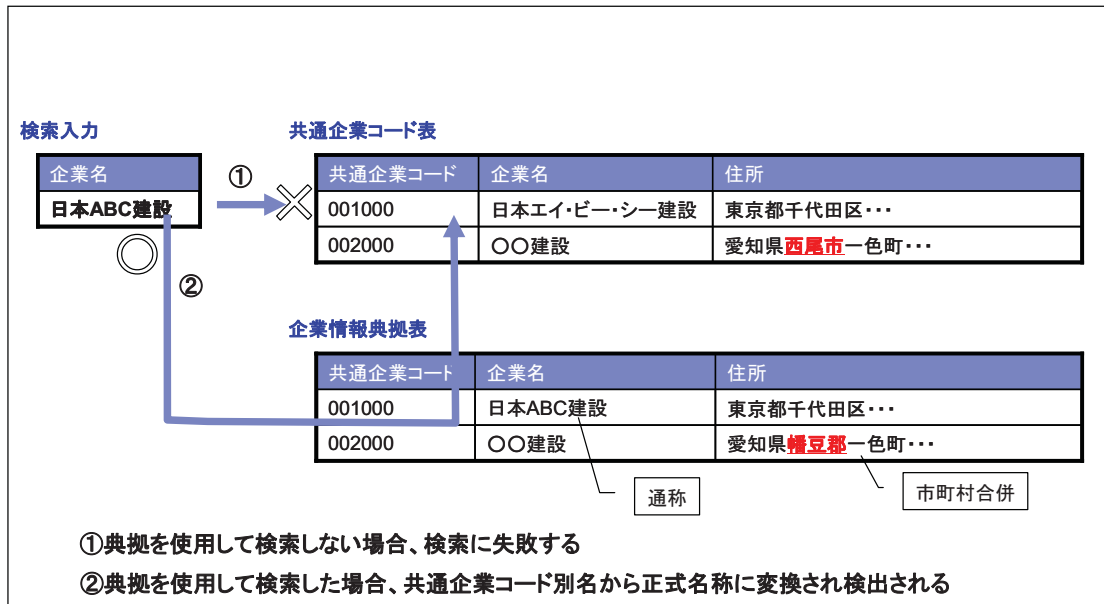 検索入力
共通企業コード表
企業名
日本ABC建設
①
共通企業コード 企業名 住所
001000 日本エイ・ビー・シー建設 東京都千代田区・・・
002000 〇〇建設 愛知県西尾市一色町・・・
②
企業情報典拠表
共通企業コード 企業名 住所
001000 日本ABC建設 東京都千代田区・・・
002000 〇〇建設 愛知県幡豆郡一色町・・・
通称
市町村合併
①典拠を使用して検索しない場合、検索に失敗する
②典拠を使用して検索した場合、共通企業コード別名から正式名称に変換され検出される